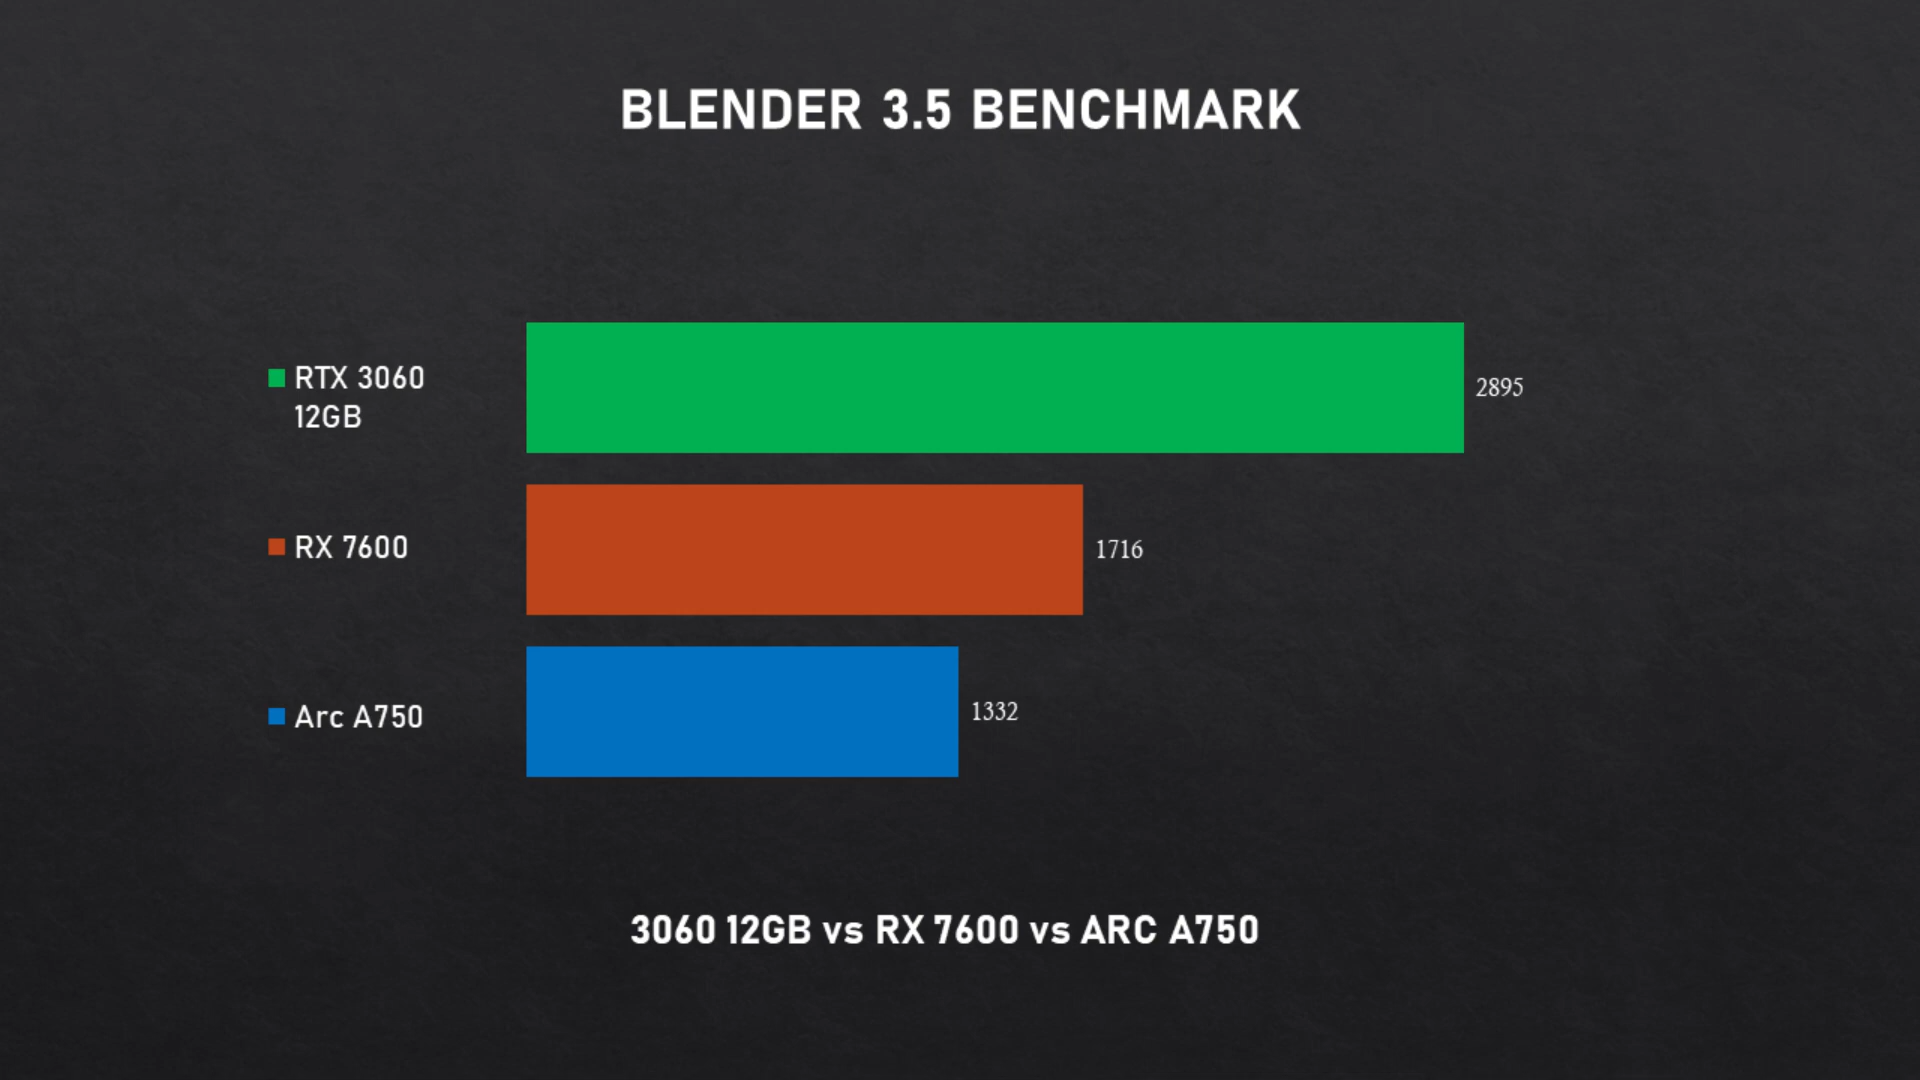 BLENDER 3.5 BENCHMARK
RTX 3060
12GB
2895
RX 7600
1716
Arc A750
1332
3060 12GB vs RX 7600 vs ARC A750